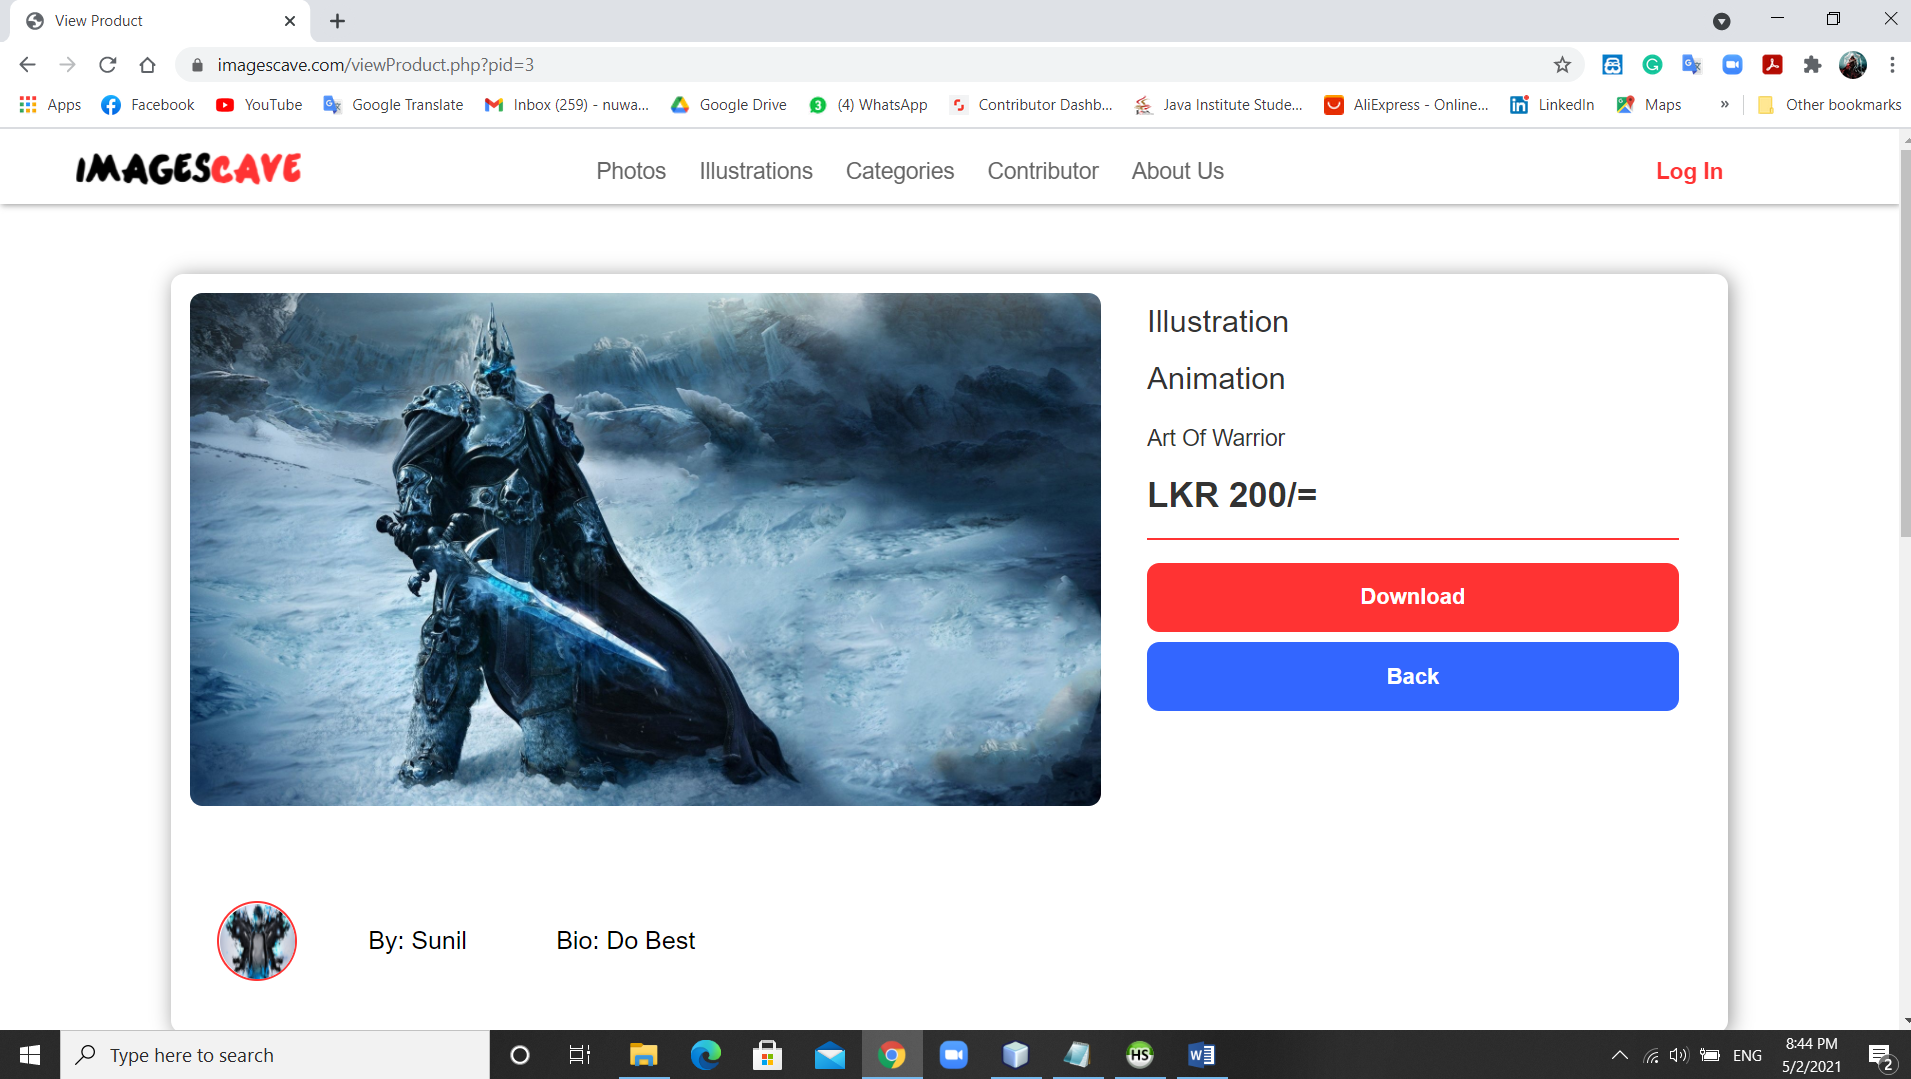 View Product
imagescave.com/viewProduct.php?pid=3
Apps Facebook YouTube Google Translate Inbox (259) - nuwa... Google Drive (4) WhatsApp Contributor Dashb... Java Institute Stude... AliExpress - Online... LinkedIn Maps » Other bookmarks
IMAGESCAVE Photos Illustrations Categories Contributor About Us Log In
Illustration
Animation
Art Of Warrior
LKR 200/=
Download
Back
By: Sunil Bio: Do Best
Type here to search
HS
ENG
8:44 PM
5/2/2021
2